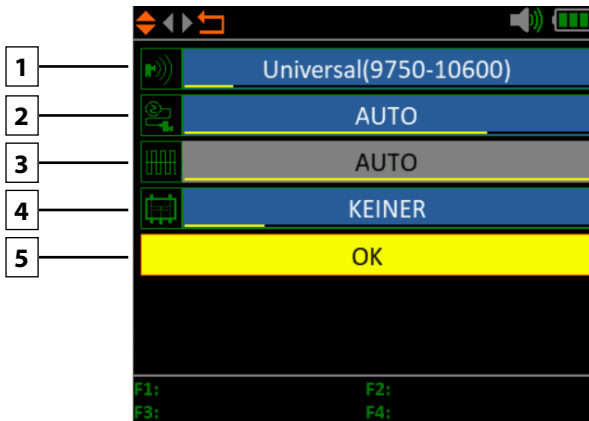 1 Universal(9750-10600)
2 AUTO
3 AUTO
4 KEINER
5 OK
F1: F2:
F3: F4: